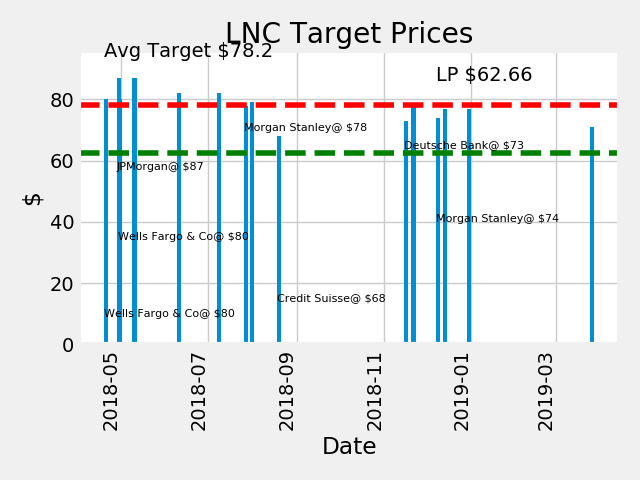 LNC Target Prices
Avg Target $78.2
LP $62.66
Morgan Stanley@ $78
Deutsche Bank@ $73
JPMorgan@ $87
Morgan Stanley@ $74
Wells Fargo & Co@ $80
Credit Suisse@ $68
Wells Fargo & Co@ $80
$
80
60
40
20
0
2018-05
2018-07
2018-09
2018-11
2019-01
2019-03
Date